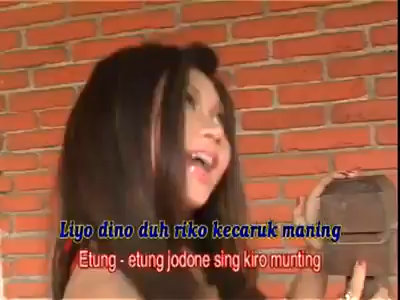 Liyo dino duh riko kecaruk maning
Etung - etung jodone sing kiro munting